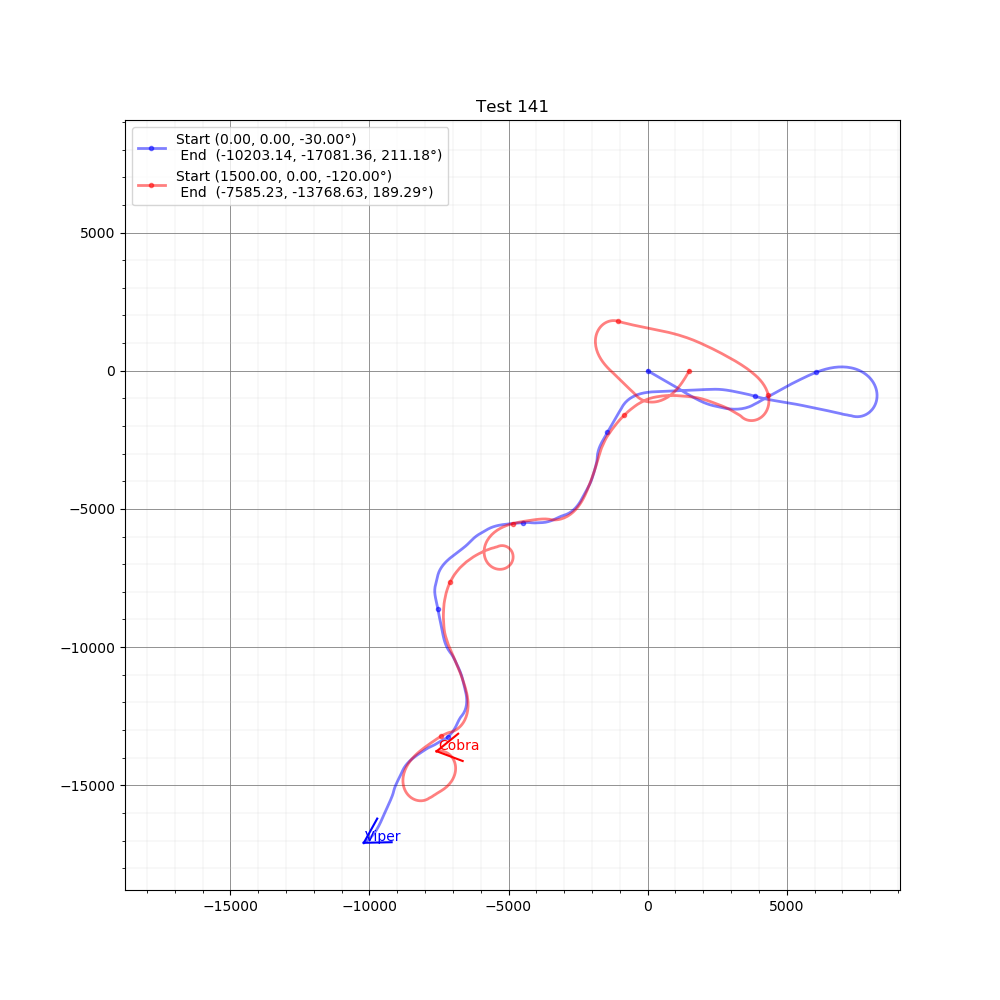 Test 141
Start (0.00, 0.00, -30.00°)
End  (-10203.14, -17081.36, 211.18°)
Start (1500.00, 0.00, -120.00°)
End  (-7585.23, -13768.63, 189.29°)
5000
0
−5000
−10000
−15000
Cobra
Viper
−15000
−10000
−5000
0
5000